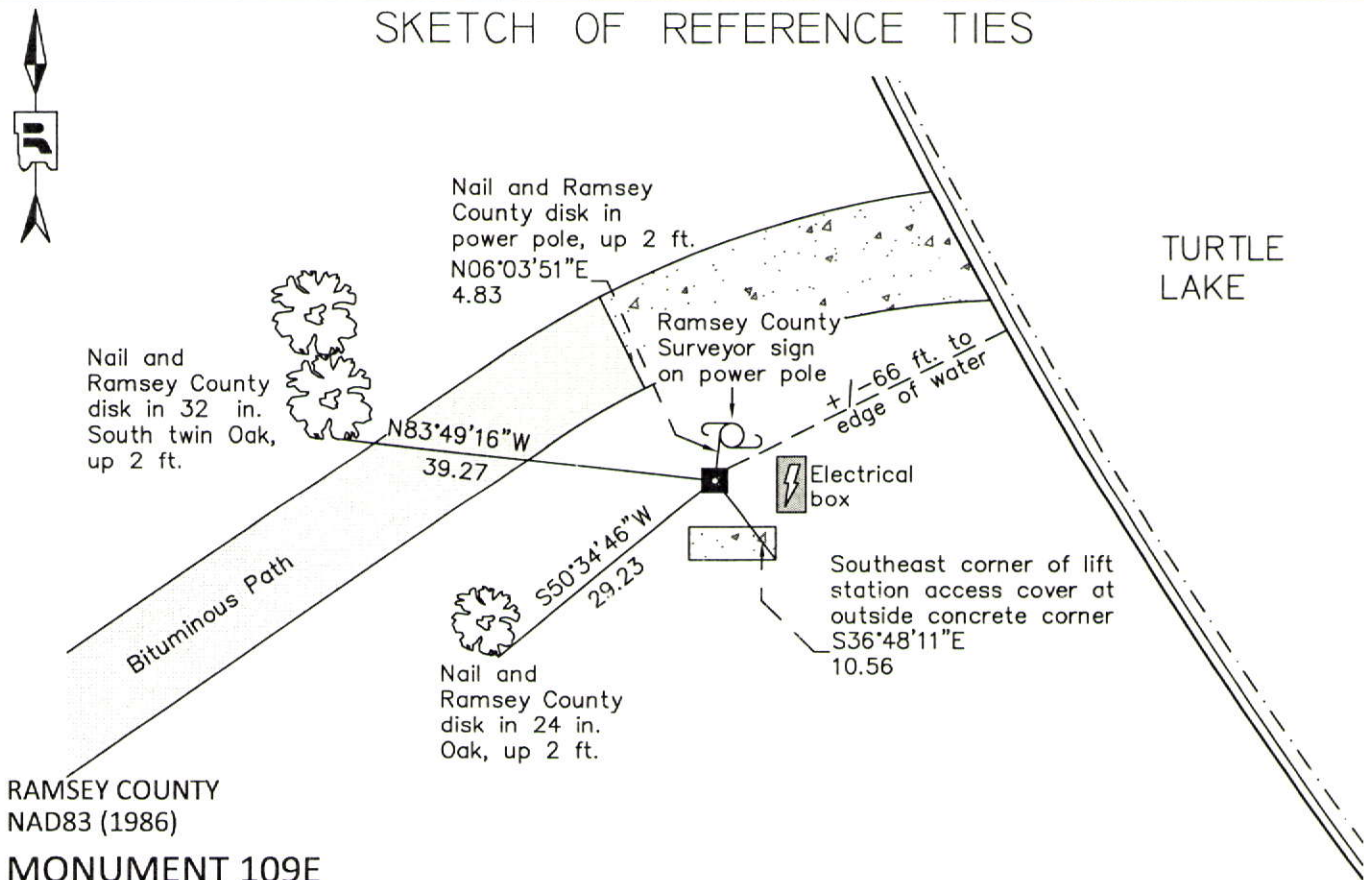 SKETCH OF REFERENCE TIES
R
Nail and Ramsey
County disk in
power pole, up 2 ft.
N06°03'51"E
4.83
TURTLE
LAKE
Ramsey County
Surveyor sign
on power pole
+/-66 ft. to
edge of water
Nail and
Ramsey County
disk in 32 in.
South twin Oak,
up 2 ft.
N83°49'16"W
39.27
Electrical
box
S50°34'46"W
29.23
Bituminous Path
Southeast corner of lift
station access cover at
outside concrete corner
S36°48'11"E
10.56
Nail and
Ramsey County
disk in 24 in.
Oak, up 2 ft.
RAMSEY COUNTY
NAD83 (1986)
MONUMENT 109E